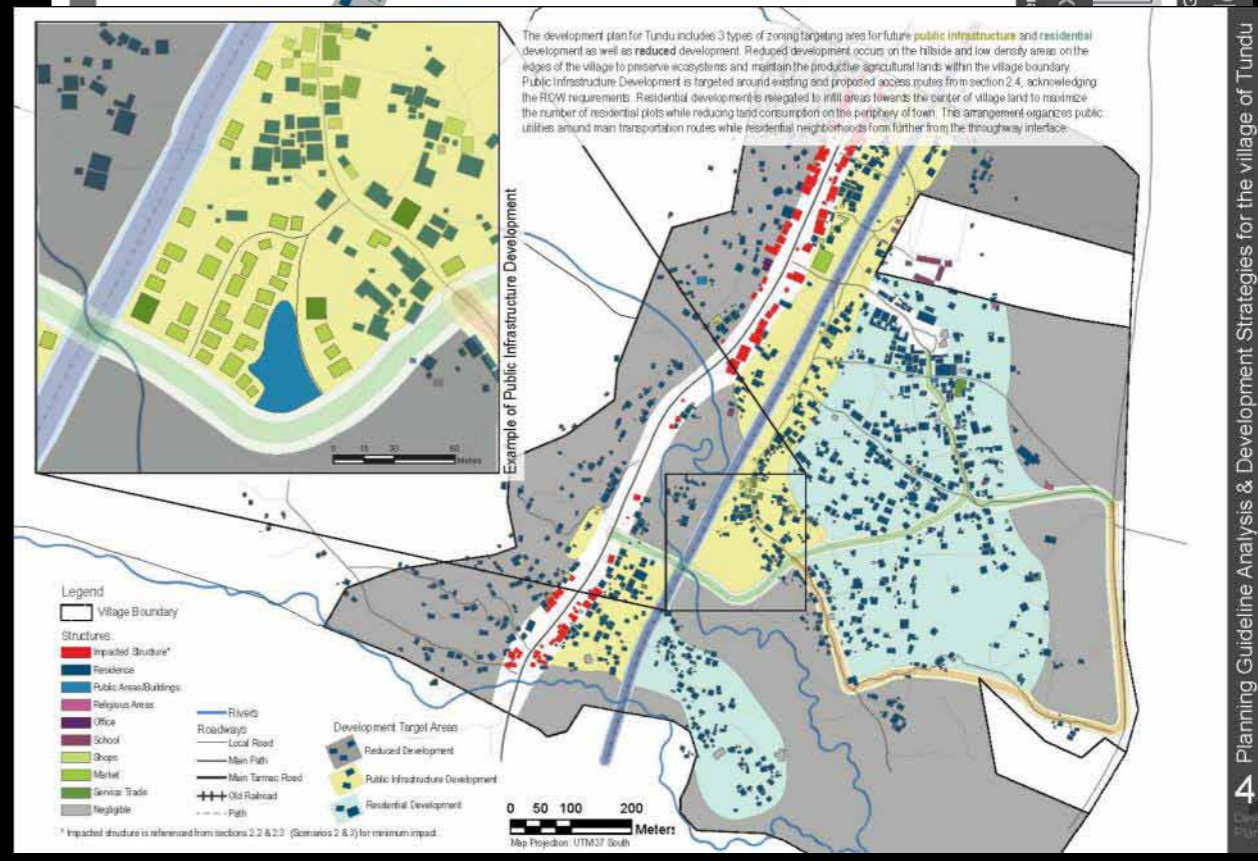 The development plan for Tundu includes 3 types of zoning targeting ares for future public infrastructure and residential
development as well as reduced development. Reduced development occurs on the hillside and low density areas on the
edges of the village to preserve ecosystems and maintain the productive agricultural lands within the village boundary.
Public Infrastructure Development is targeted around existing and proposed access routes from section 2.4, acknowledging
the ROW requirements. Residential development is relegated to infill areas towards the center of village land to maximize
the number of residential plots while reducing land consumption on the periphery of town. This arrangement organizes public
utilities around main transportation routes while residential neighborhoods form further from the throughway interface.
Example of Public Infrastructure Development
15 30 60
Meters
Legend
Village Boundary
Structures
Impacted Structure*
Residence
Public Areas/Buildings
Religious Areas
Office
School
Shops
Market
Service Trade
Negligible
Rivers
Roadways
Local Road
Main Path
Main Tarmac Road
Old Railroad
Path
Development Target Areas
Reduced Development
Public Infrastructure Development
Residential Development
* Impacted structure is referenced from sections 2.2 & 2.3 (Scenarios 2 & 3) for minimum impact.
0 50 100 200
Meters
Map Projection: UTM37 South
4 Planning Guideline Analysis & Development Strategies for the village of Tundu